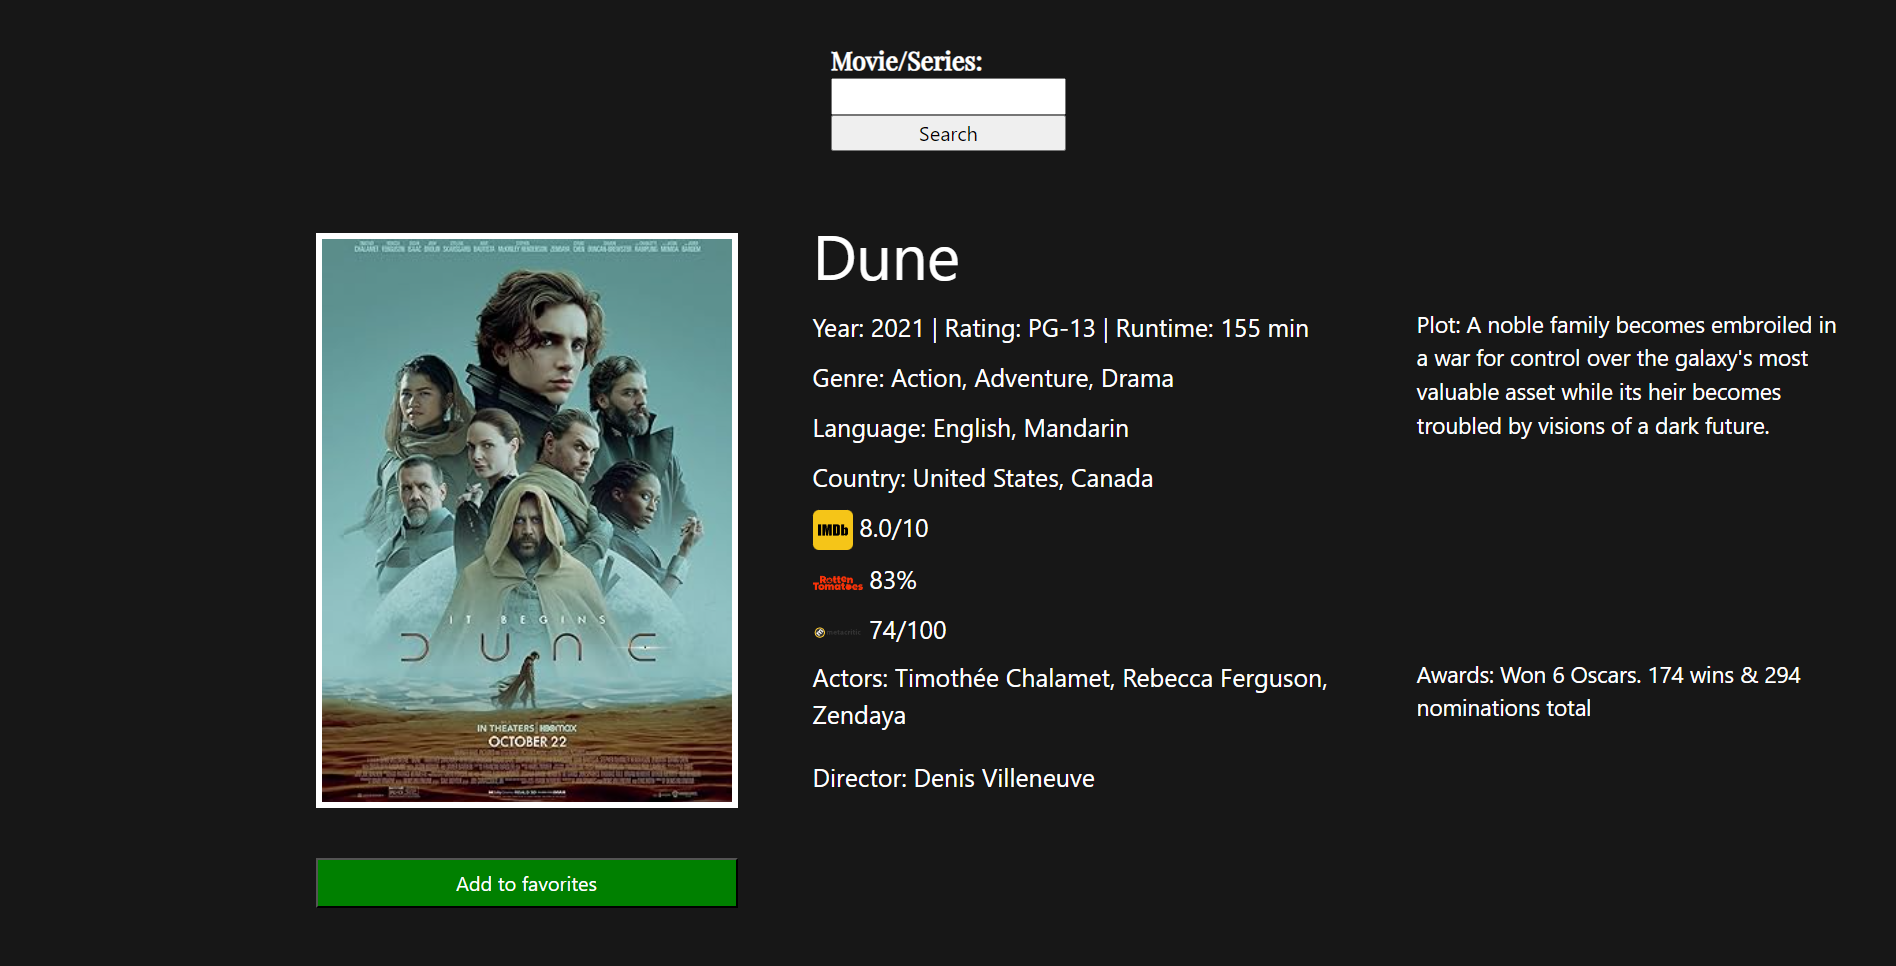 Movie/Series:
Search
Dune
Year: 2021 | Rating: PG-13 | Runtime: 155 min
Genre: Action, Adventure, Drama
Language: English, Mandarin
Country: United States, Canada
IMDb 8.0/10
Rotten
Tomatoes 83%
metacritic 74/100
Actors: Timothée Chalamet, Rebecca Ferguson,
Zendaya
Director: Denis Villeneuve
Plot: A noble family becomes embroiled in
a war for control over the galaxy's most
valuable asset while its heir becomes
troubled by visions of a dark future.
Awards: Won 6 Oscars. 174 wins & 294
nominations total
IT BEGINS
DUNE
IN THEATERS | HBOMAX
OCTOBER 22
Add to favorites